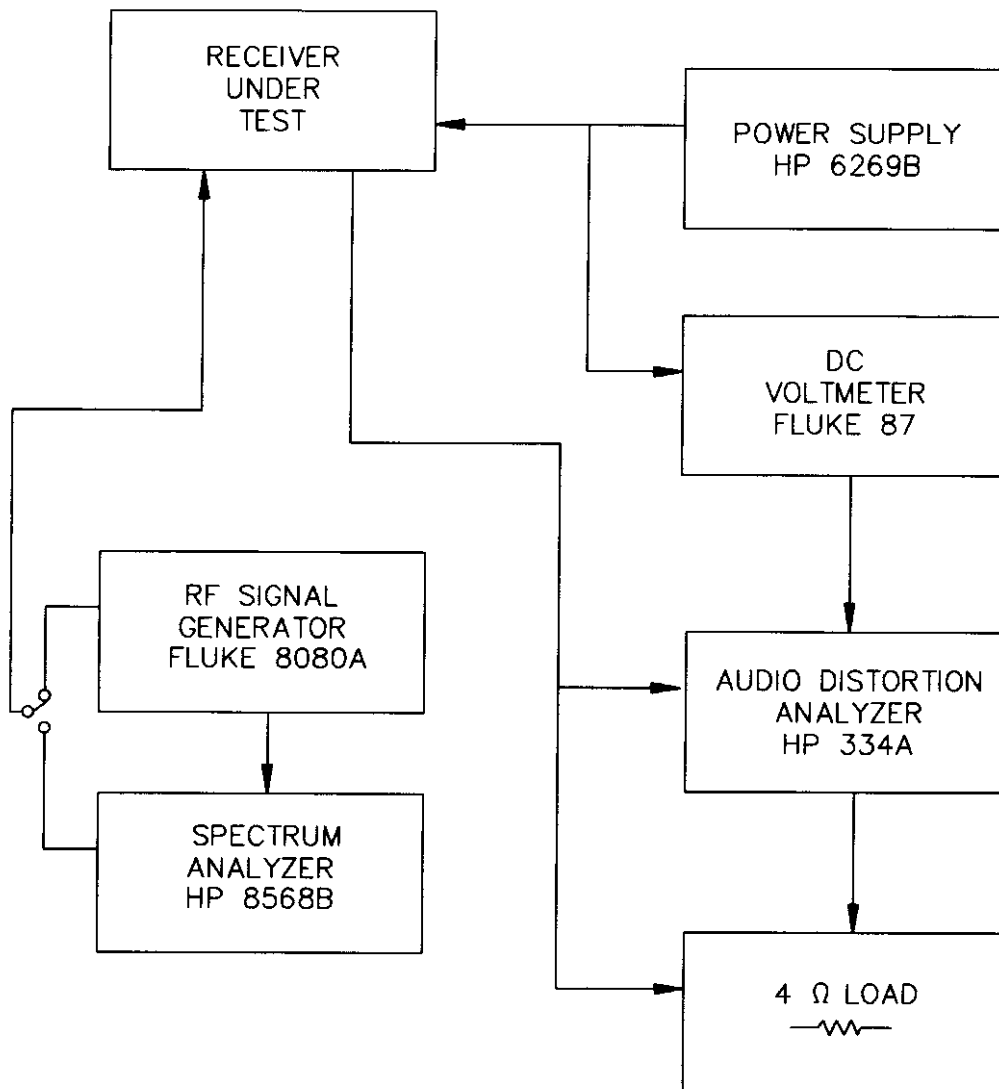 RECEIVER
UNDER
TEST
POWER SUPPLY
HP 6269B
DC
VOLTMETER
FLUKE 87
RF SIGNAL
GENERATOR
FLUKE 8080A
AUDIO DISTORTION
ANALYZER
HP 334A
SPECTRUM
ANALYZER
HP 8568B
4 Ω LOAD